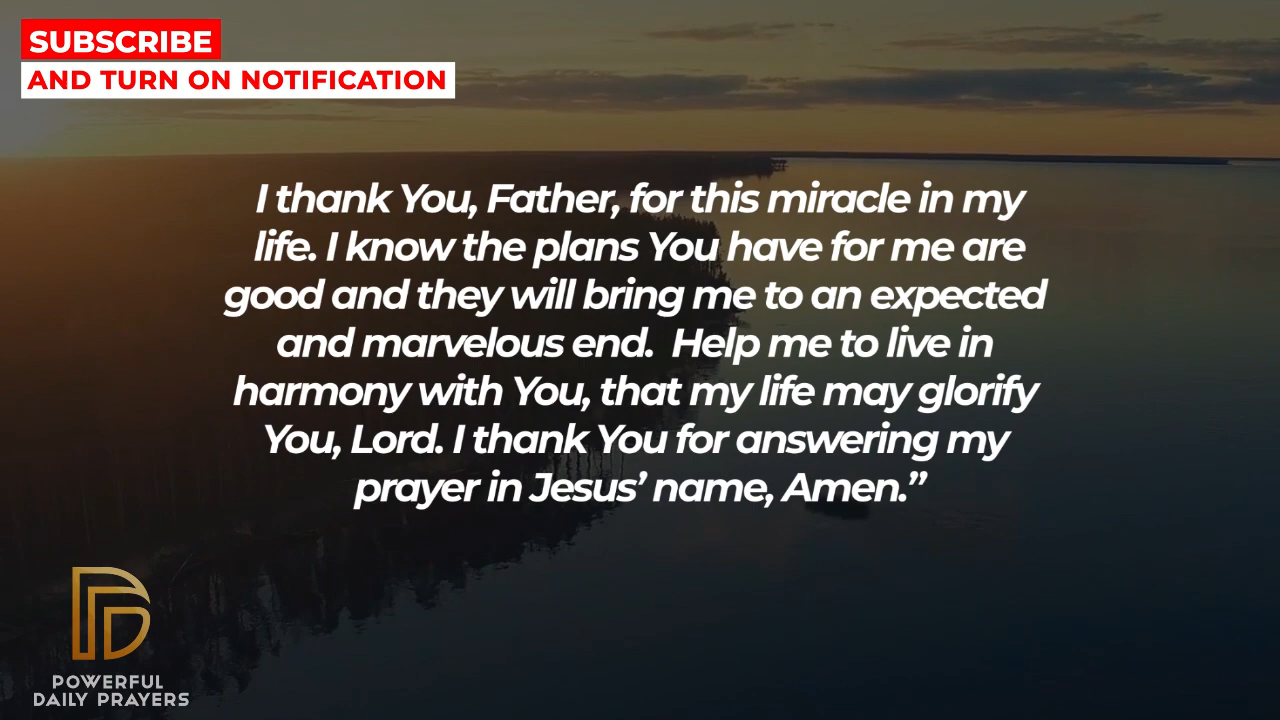 SUBSCRIBE
AND TURN ON NOTIFICATION
I thank You, Father, for this miracle in my
life. I know the plans You have for me are
good and they will bring me to an expected
and marvelous end.  Help me to live in
harmony with You, that my life may glorify
You, Lord. I thank You for answering my
prayer in Jesus’ name, Amen.”
POWERFUL
DAILY PRAYERS